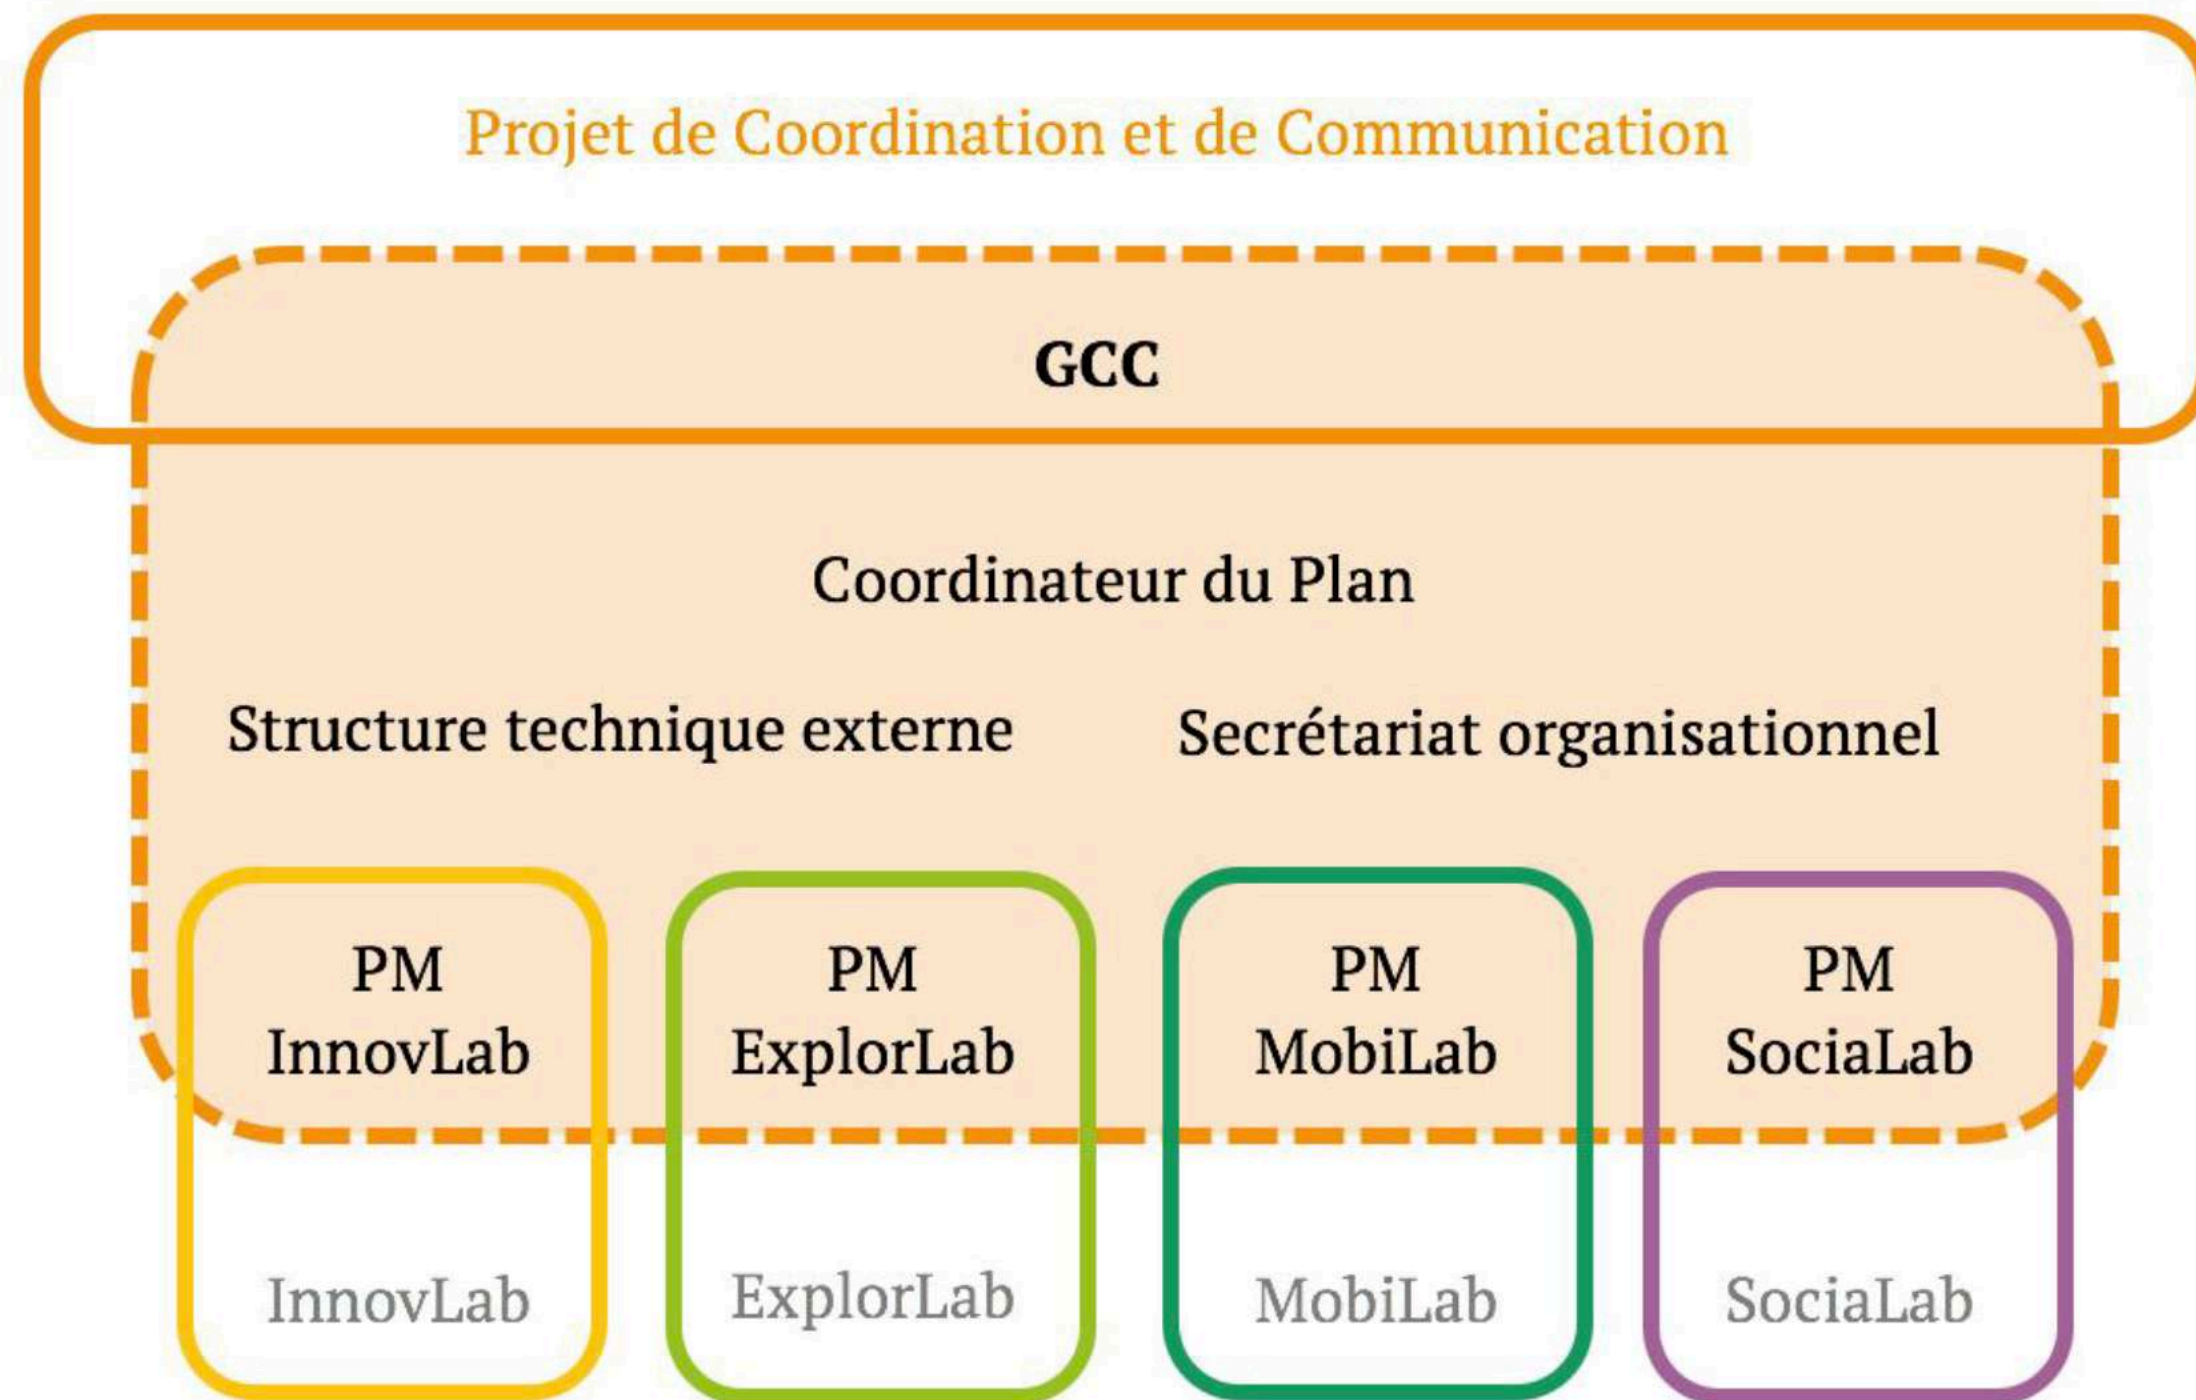 Projet de Coordination et de Communication
GCC
Coordinateur du Plan
Structure technique externe
Secrétariat organisationnel
PM
InnovLab
PM
ExplorLab
PM
MobiLab
PM
SociaLab
InnovLab
ExplorLab
MobiLab
SociaLab